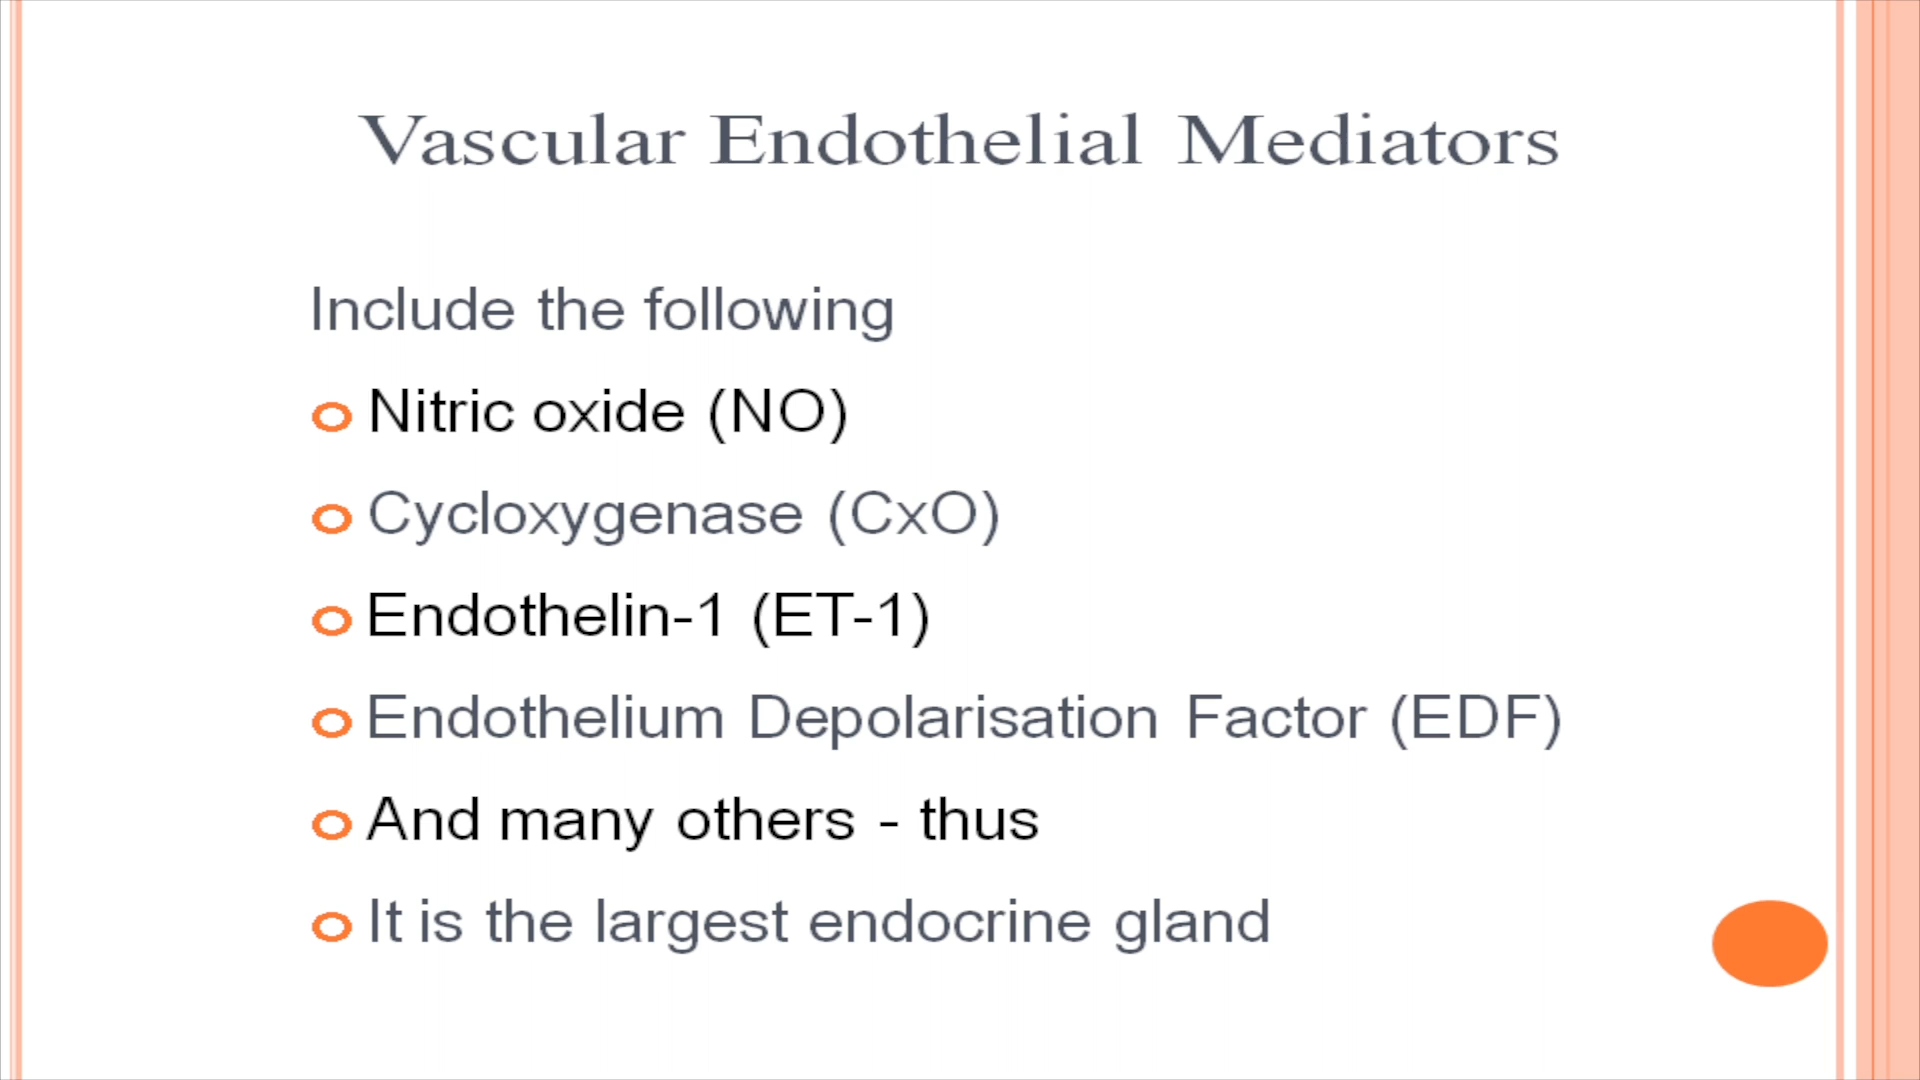 Vascular Endothelial Mediators
Include the following
Nitric oxide (NO)
Cycloxygenase (CxO)
Endothelin-1 (ET-1)
Endothelium Depolarisation Factor (EDF)
And many others - thus
It is the largest endocrine gland